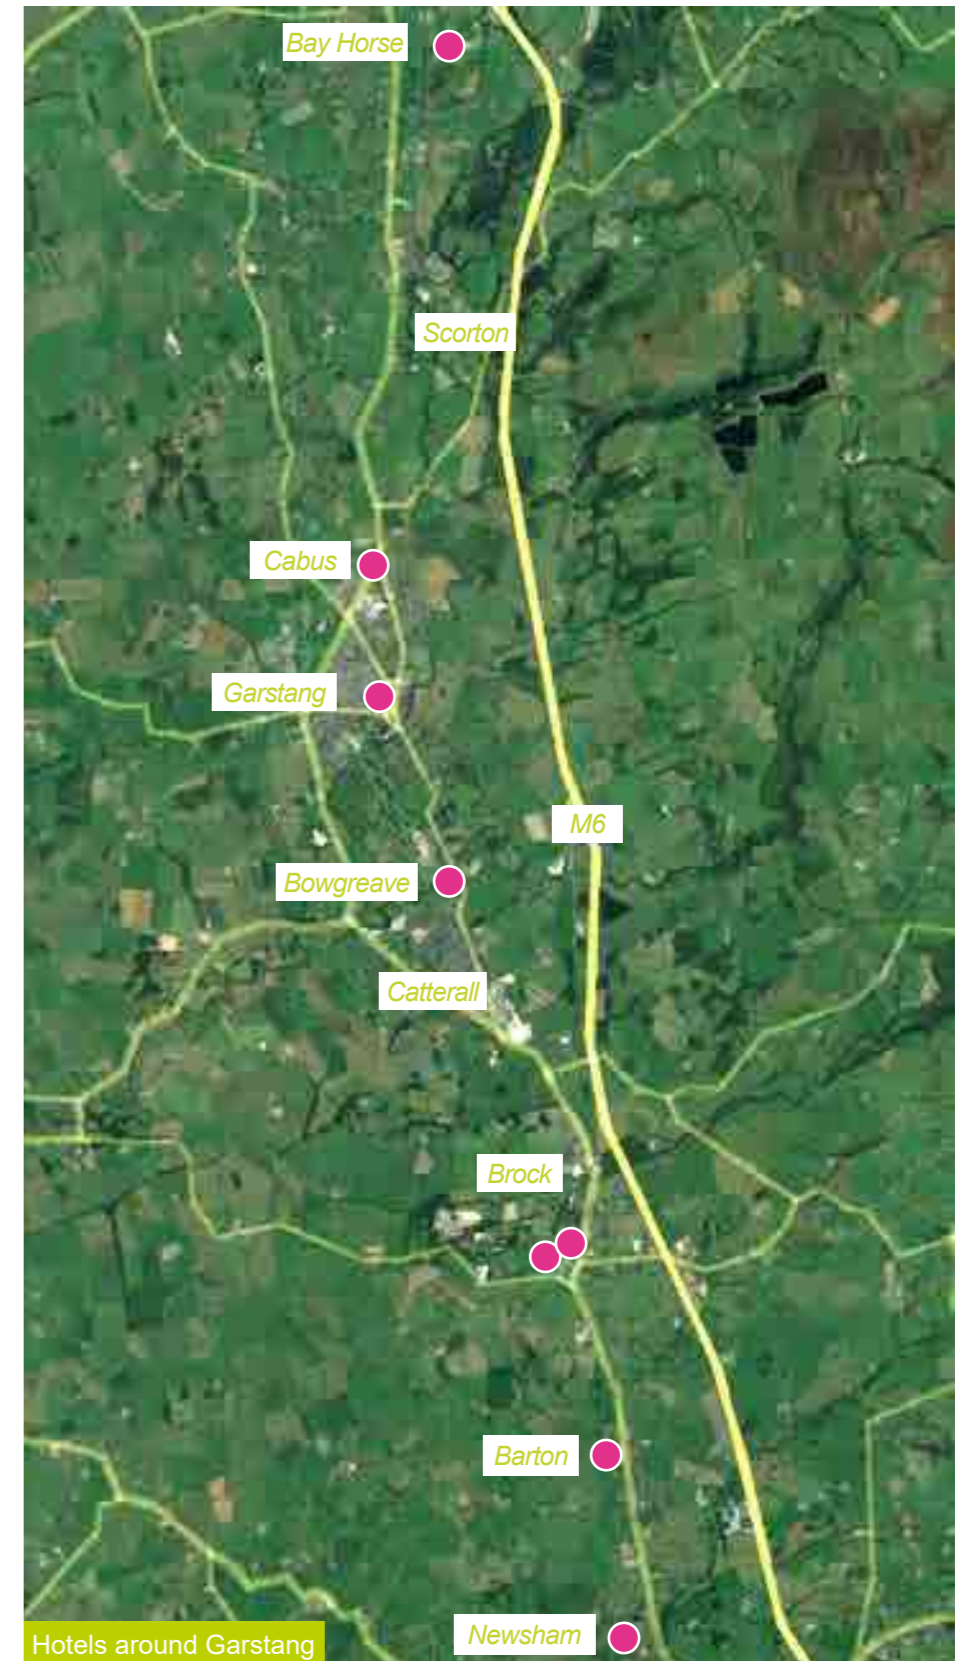 Bay Horse
Scorton
Cabus
Garstang
M6
Bowgreave
Catterall
Brock
Barton
Newsham
Hotels around Garstang